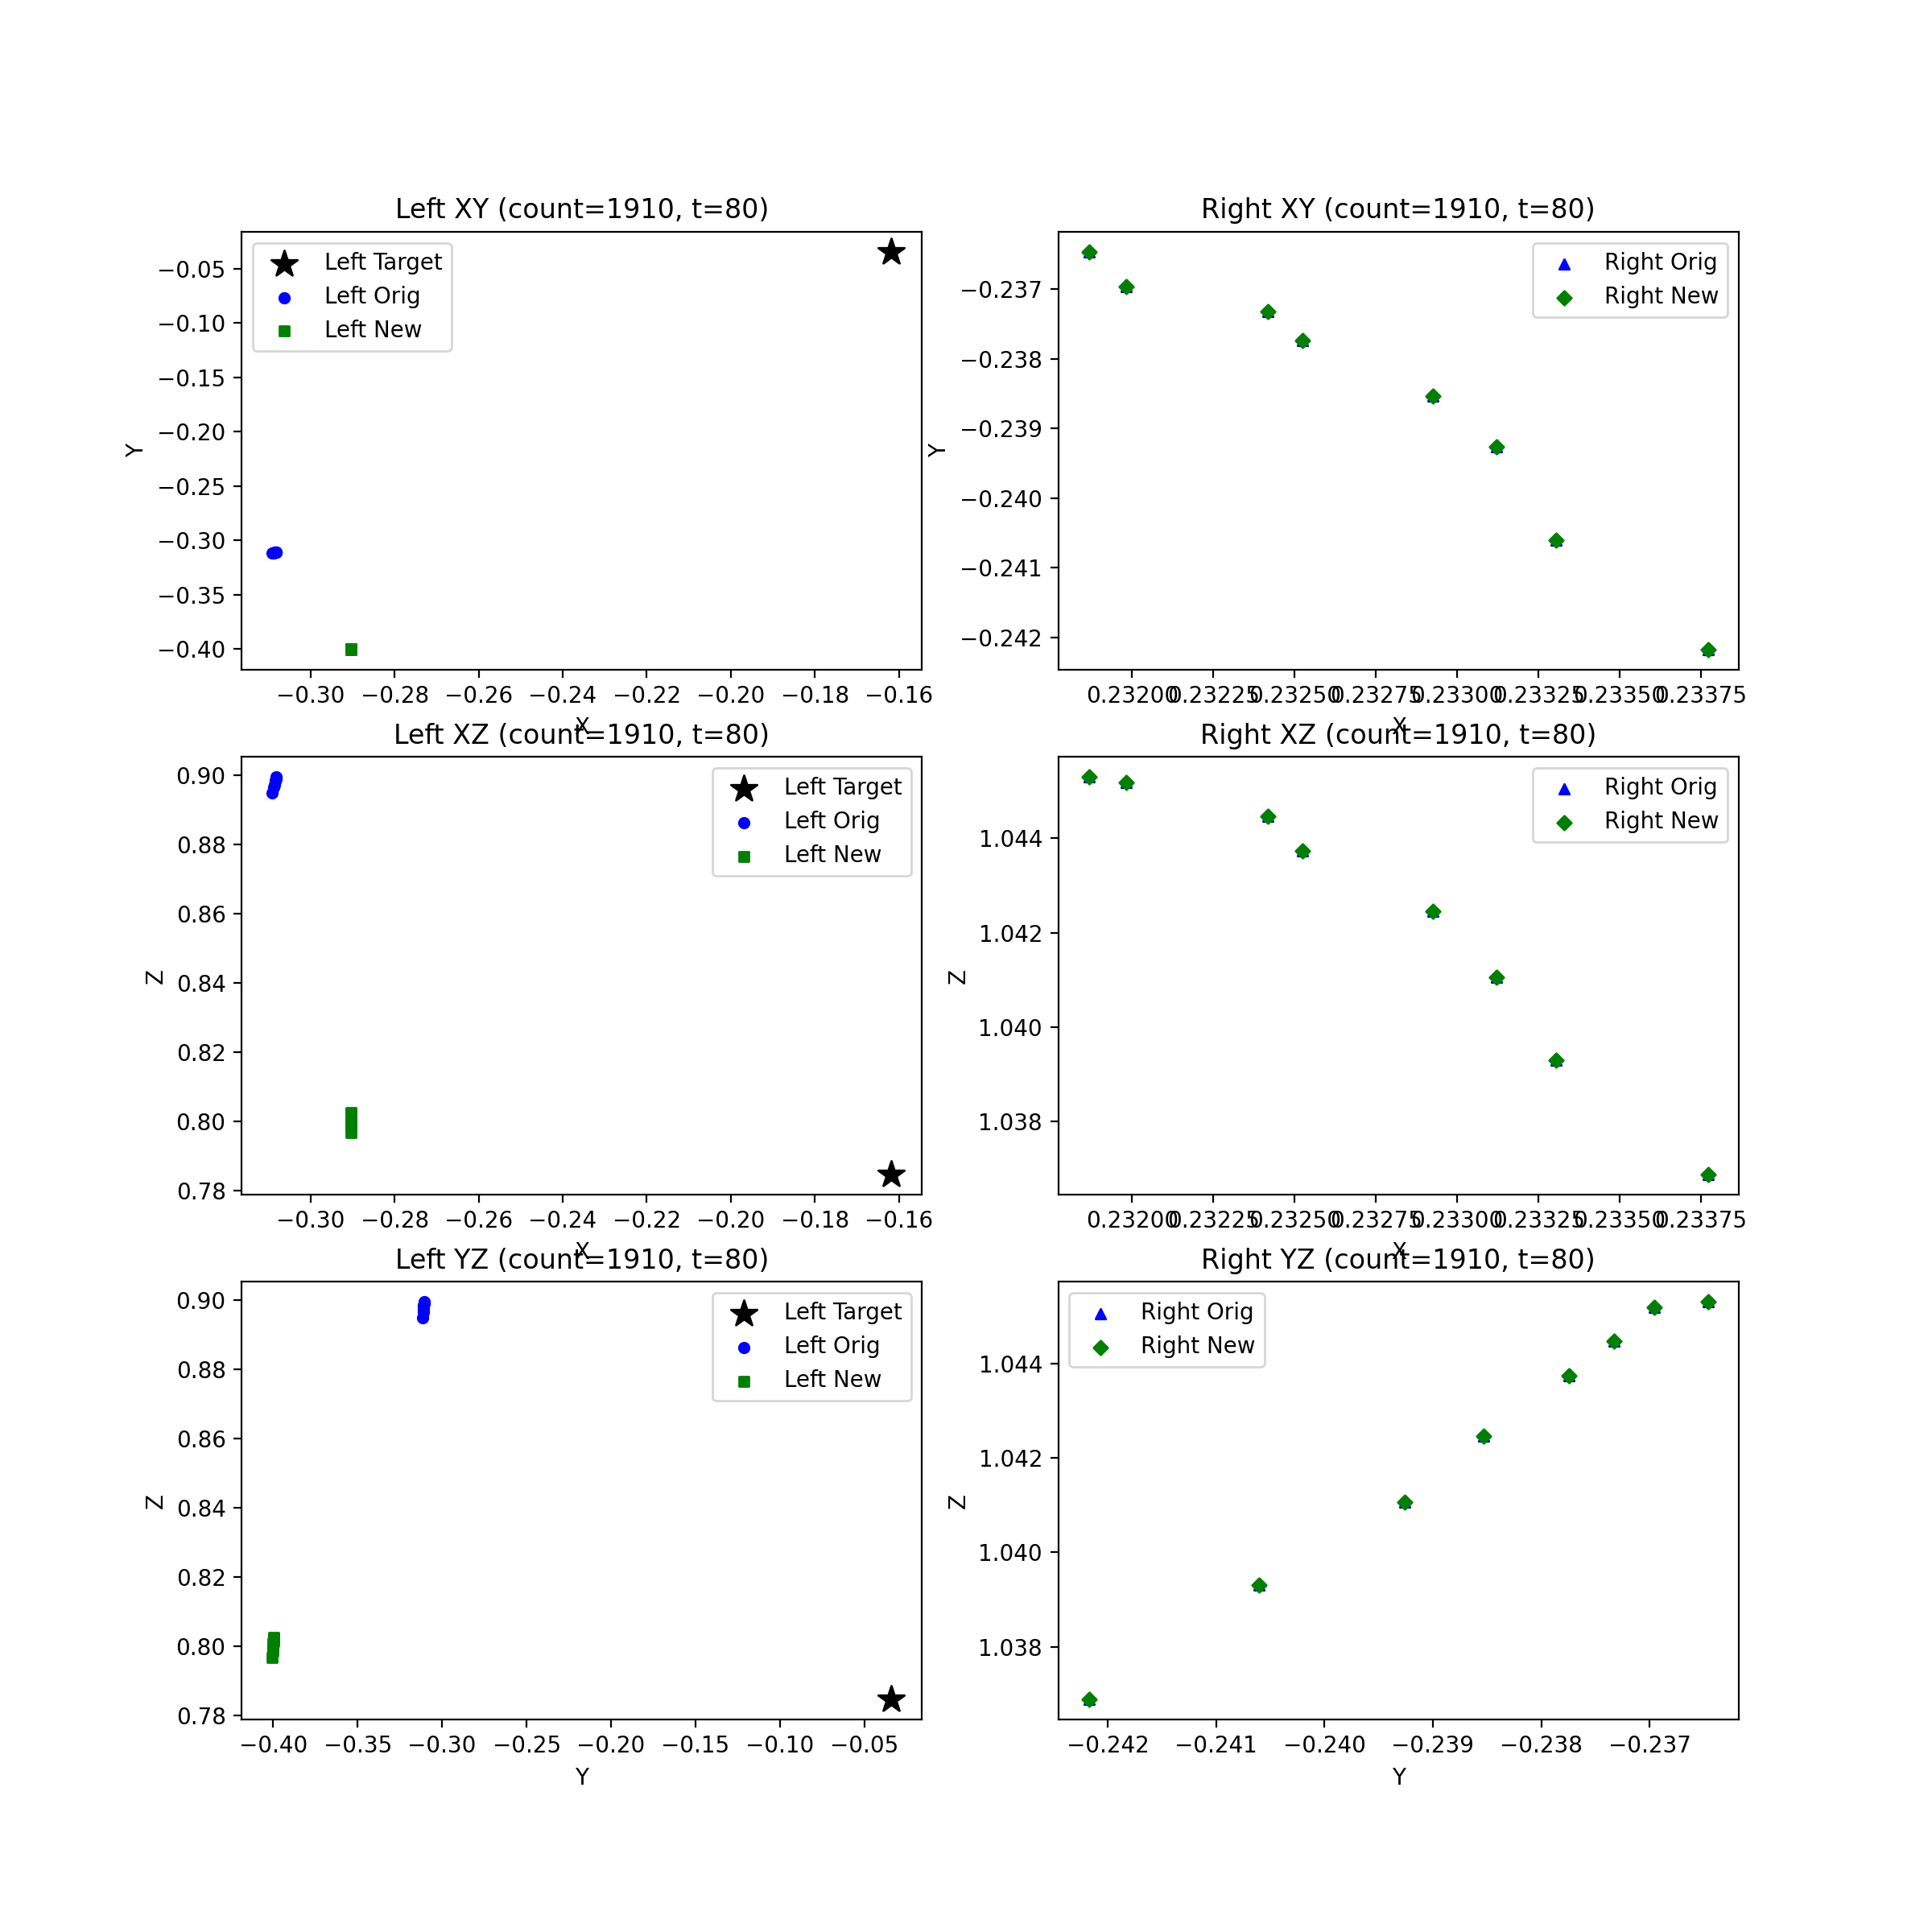 Left XY (count=1910, t=80)
Left Target
Left Orig
Left New
Y
−0.05
−0.10
−0.15
−0.20
−0.25
−0.30
−0.35
−0.40
−0.30 −0.28 −0.26 −0.24 −0.22 −0.20 −0.18 −0.16
X
Right XY (count=1910, t=80)
Right Orig
Right New
Y
−0.237
−0.238
−0.239
−0.240
−0.241
−0.242
0.23200 0.23225 0.23250 0.23275 0.23300 0.23325 0.23350 0.23375
X
Left XZ (count=1910, t=80)
Left Target
Left Orig
Left New
Z
0.90
0.88
0.86
0.84
0.82
0.80
0.78
−0.30 −0.28 −0.26 −0.24 −0.22 −0.20 −0.18 −0.16
X
Right XZ (count=1910, t=80)
Right Orig
Right New
Z
1.044
1.042
1.040
1.038
0.23200 0.23225 0.23250 0.23275 0.23300 0.23325 0.23350 0.23375
X
Left YZ (count=1910, t=80)
Left Target
Left Orig
Left New
Z
0.90
0.88
0.86
0.84
0.82
0.80
0.78
−0.40 −0.35 −0.30 −0.25 −0.20 −0.15 −0.10 −0.05
Y
Right YZ (count=1910, t=80)
Right Orig
Right New
Z
1.044
1.042
1.040
1.038
−0.242 −0.241 −0.240 −0.239 −0.238 −0.237
Y